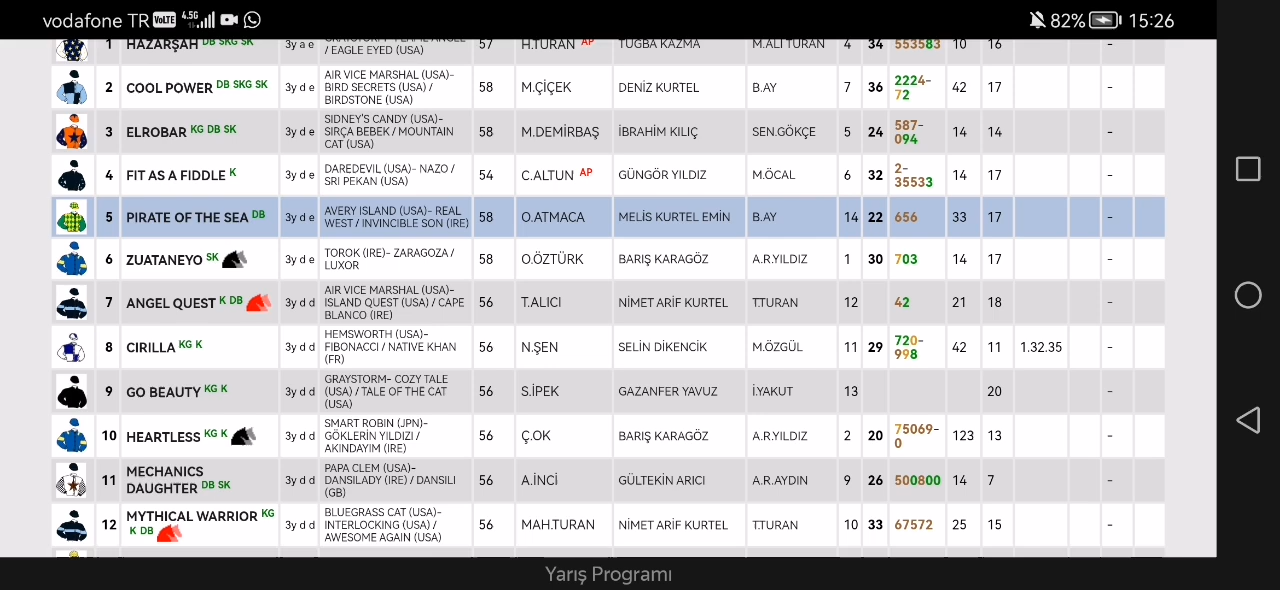 vodafone TR VoLTE 4.5G 82% 15:26
1 HAZARŞAH DB SKG SK 3y a e / EAGLE EYED (USA) 57 H.TURAN AP TUĞBA KAZMA M.ALİ TURAN 4 34 553583 10 16 -
2 COOL POWER DB SKG SK 3y d e AIR VICE MARSHAL (USA)- BIRD SECRETS (USA) / BIRDSTONE (USA) 58 M.ÇİÇEK DENİZ KURTEL B.AY 7 36 2224-72 42 17 -
3 ELROBAR KG DB SK 3y d e SIDNEY'S CANDY (USA)- SIRÇA BEBEK / MOUNTAIN CAT (USA) 58 M.DEMİRBAŞ İBRAHİM KILIÇ SEN.GÖKÇE 5 24 587-094 14 14 -
4 FIT AS A FIDDLE K 3y d e DAREDEVIL (USA)- NAZO / SRI PEKAN (USA) 54 C.ALTUN AP GÜNGÖR YILDIZ M.ÖCAL 6 32 2-35533 14 17 -
5 PIRATE OF THE SEA DB 3y d e AVERY ISLAND (USA)- REAL WEST / INVINCIBLE SON (IRE) 58 O.ATMACA MELİS KURTEL EMİN B.AY 14 22 656 33 17 -
6 ZUATANEYO SK 3y d e TOROK (IRE)- ZARAGOZA / LUXOR 58 O.ÖZTÜRK BARIŞ KARAGÖZ A.R.YILDIZ 1 30 703 14 17 -
7 ANGEL QUEST K DB 3y d d AIR VICE MARSHAL (USA)- ISLAND QUEST (USA) / CAPE BLANCO (IRE) 56 T.ALICI NİMET ARİF KURTEL T.TURAN 12 42 21 18 -
8 CIRILLA KG K 3y d d HEMSWORTH (USA)- FIBONACCI / NATIVE KHAN (FR) 56 N.ŞEN SELİN DİKENCİK M.ÖZGÜL 11 29 720-998 42 11 1.32.35 -
9 GO BEAUTY KG K 3y d d GRAYSTORM- COZY TALE (USA) / TALE OF THE CAT (USA) 56 S.İPEK GAZANFER YAVUZ İ.YAKUT 13 20 -
10 HEARTLESS KG K 3y d d SMART ROBIN (JPN)- GÖKLERİN YILDIZI / AKINDAYIM (IRE) 56 Ç.OK BARIŞ KARAGÖZ A.R.YILDIZ 2 20 75069-0 123 13 -
11 MECHANICS DAUGHTER DB SK 3y d d PAPA CLEM (USA)- DANSILADY (IRE) / DANSILI (GB) 56 A.İNCİ GÜLTEKİN ARICI A.R.AYDIN 9 26 500800 14 7 -
12 MYTHICAL WARRIOR KG K DB 3y d d BLUEGRASS CAT (USA)- INTERLOCKING (USA) / AWESOME AGAIN (USA) 56 MAH.TURAN NİMET ARİF KURTEL T.TURAN 10 33 67572 25 15 -
Yarış Programı